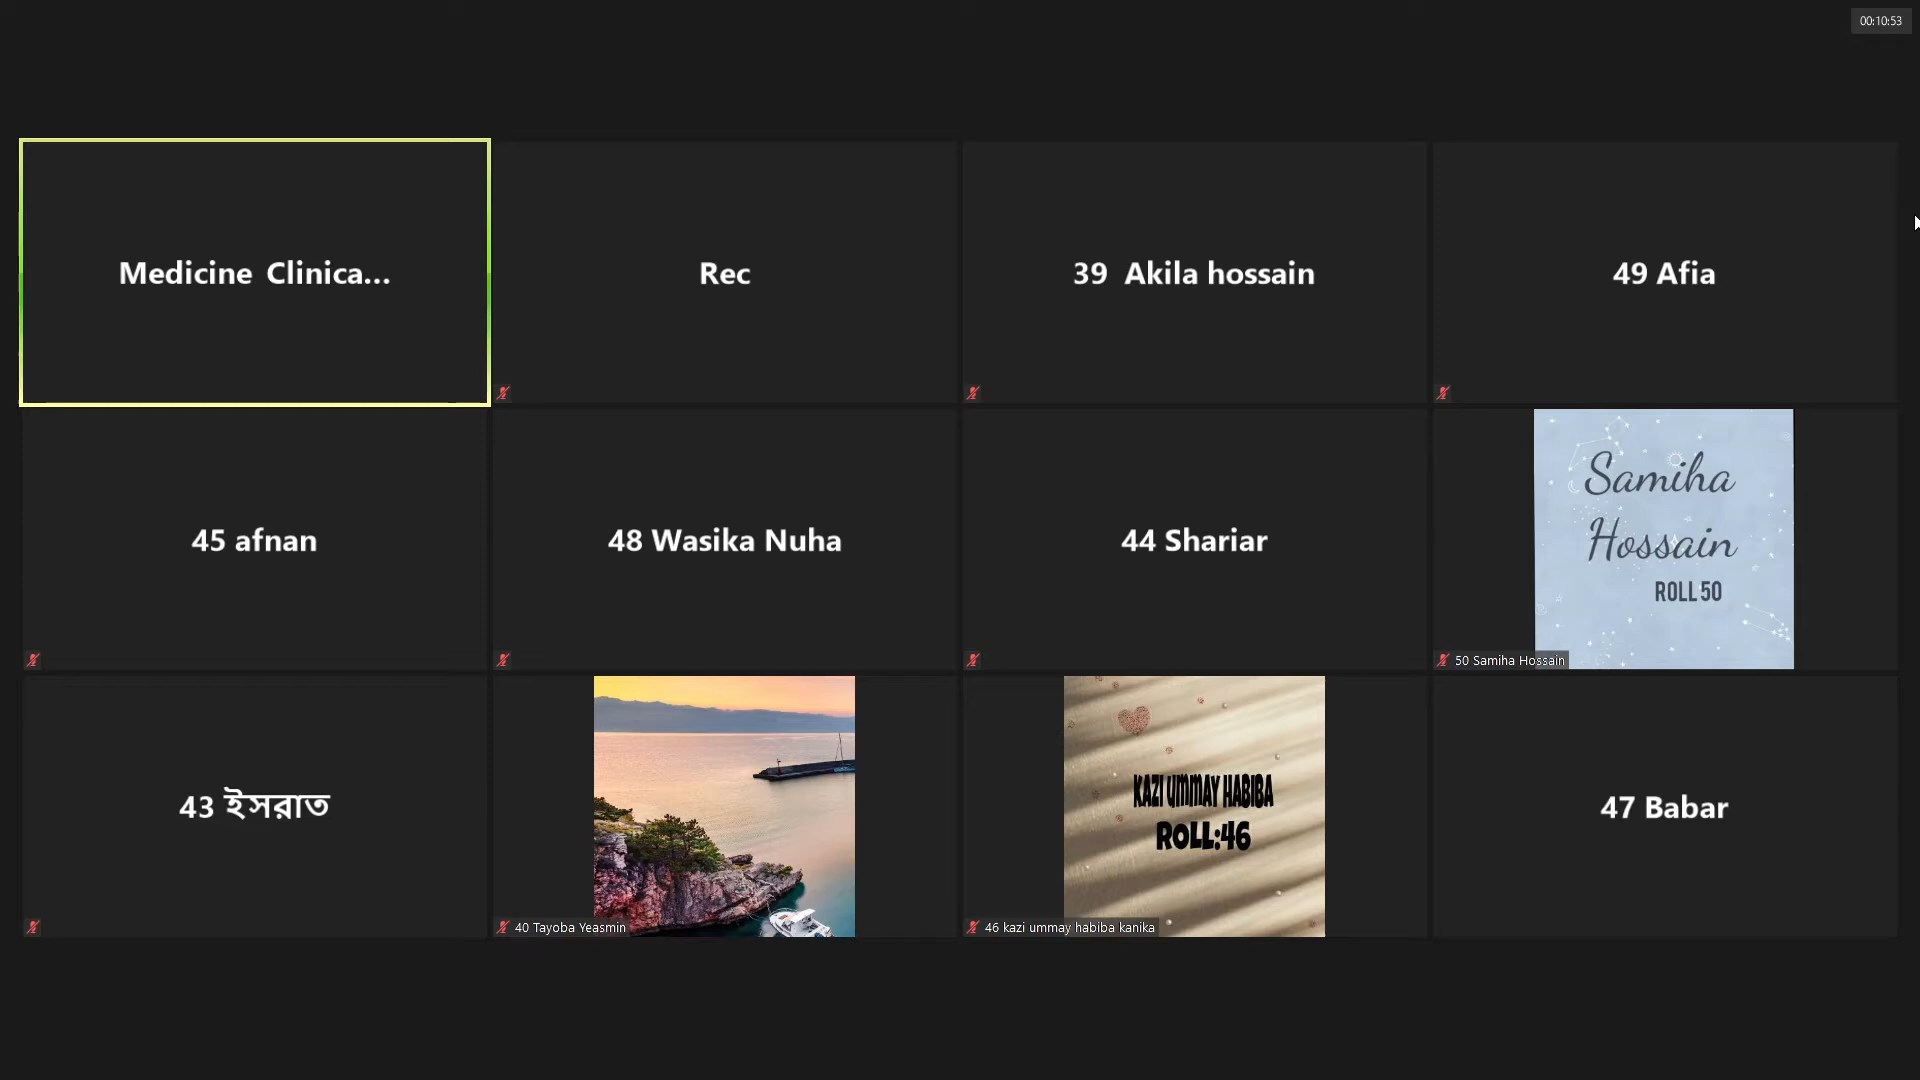 00:10:53
Medicine Clinica...
Rec
39 Akila hossain
49 Afia
45 afnan
48 Wasika Nuha
44 Shariar
Samiha
Hossain
ROLL 50
50 Samiha Hossain
43 ইসরাত
40 Tayoba Yeasmin
KAZI UMMAY HABIBA
ROLL:46
46 kazi ummay habiba kanika
47 Babar